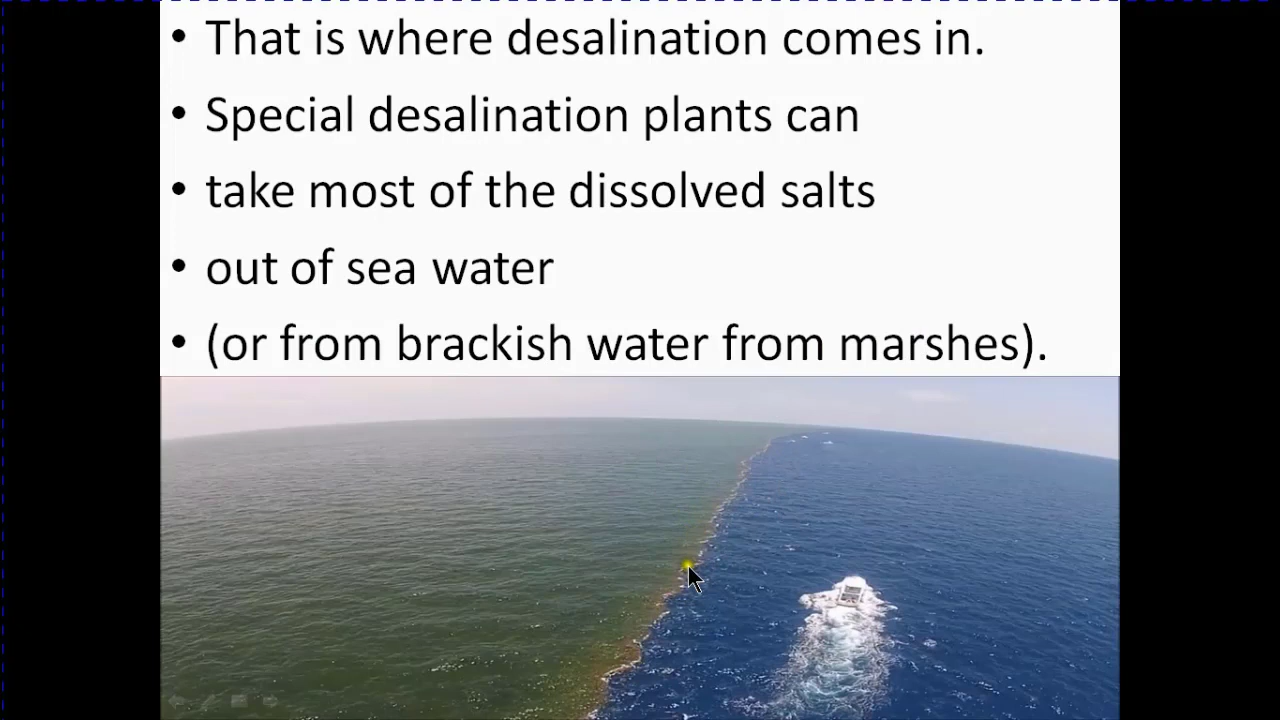 • That is where desalination comes in.
• Special desalination plants can
• take most of the dissolved salts
• out of sea water
• (or from brackish water from marshes).